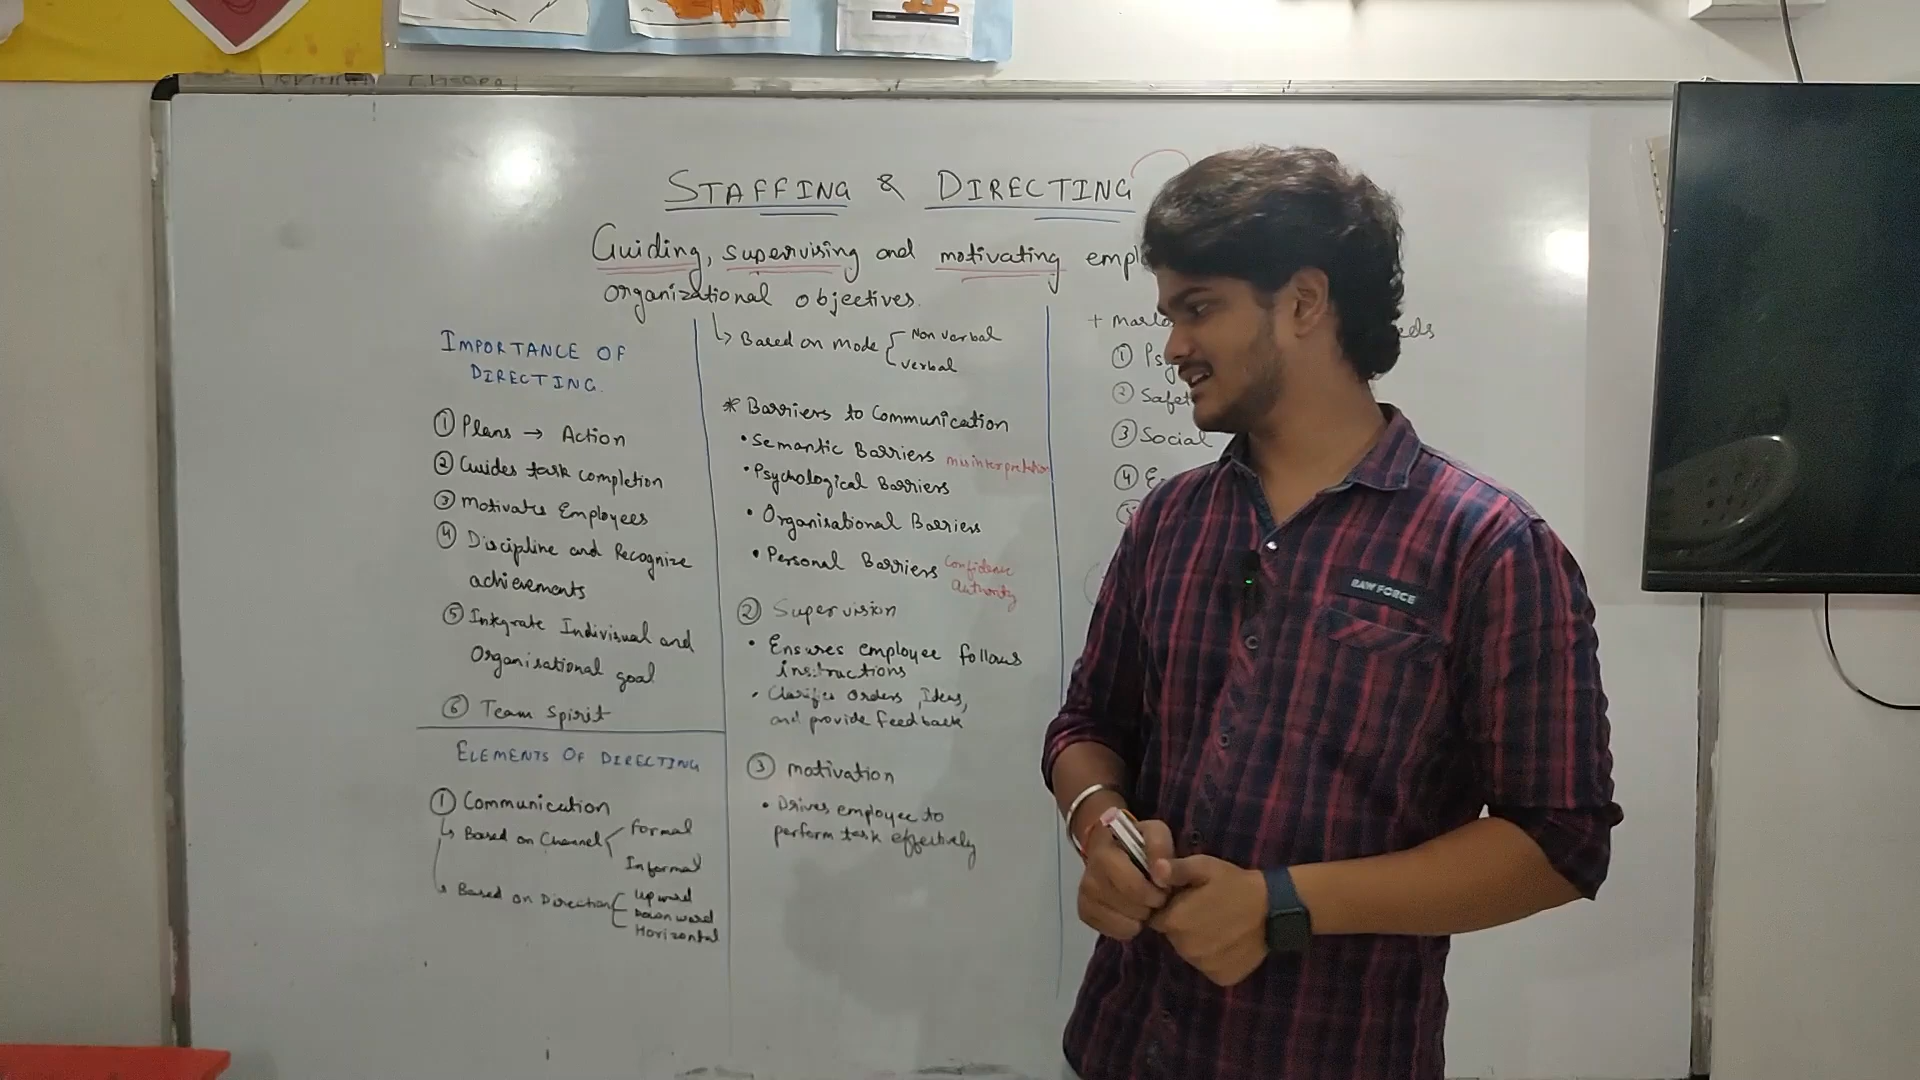 STAFFING & DIRECTING
Guiding, supervising and motivating empl
organizational objectives.
IMPORTANCE OF
DIRECTING.
① Plans → Action
② Guides task completion
③ Motivates Employees
④ Discipline and Recognize
achievements
⑤ Integrate Indivisual and
Organisational goal
⑥ Team Spirit
ELEMENTS OF DIRECTING
① Communication
↳ Based on Channel
Formal
Informal
↳ Based on Direction
Upward
Downward
Horizontal
↳ Based on Mode
Non verbal
verbal
* Barriers to Communication
• Semantic Barriers misinterpretation
• Psychological Barriers
• Organisational Barriers
• Personal Barriers Confidence
Authority
② Supervision
• Ensures employee follows
instructions
• Clarifies Orders, Ideas,
and provide feedback
③ motivation
• Drives employee to
perform task effectively
① Psy
② Safet
③ Social
④ E
RAW FORCE